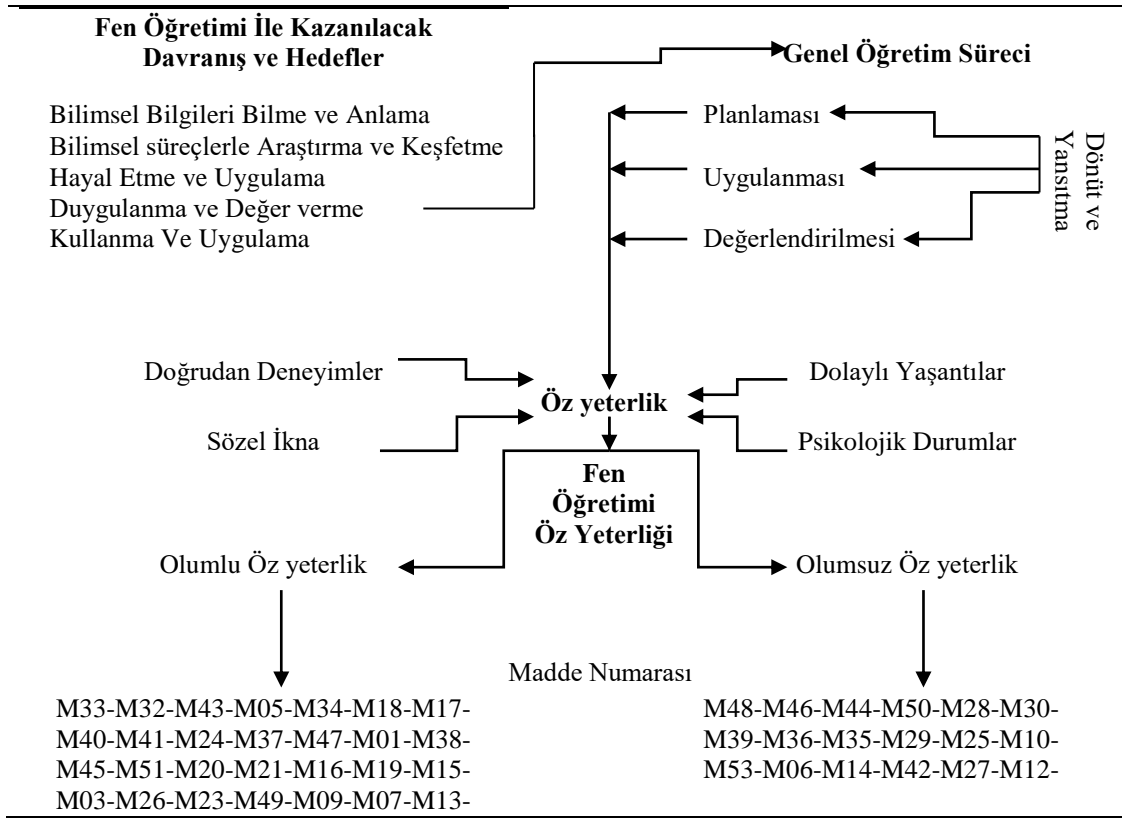 Fen Öğretimi İle Kazanılacak
Davranış ve Hedefler
Genel Öğretim Süreci
Bilimsel Bilgileri Bilme ve Anlama
Bilimsel süreçlerle Araştırma ve Keşfetme
Hayal Etme ve Uygulama
Duygulanma ve Değer verme
Kullanma Ve Uygulama
Planlaması
Uygulanması
Değerlendirilmesi
Dönüt ve
Yansıtma
Doğrudan Deneyimler
Dolaylı Yaşantılar
Öz yeterlik
Sözel İkna
Psikolojik Durumlar
Fen
Öğretimi
Öz Yeterliği
Olumlu Öz yeterlik
Olumsuz Öz yeterlik
Madde Numarası
M33-M32-M43-M05-M34-M18-M17-
M40-M41-M24-M37-M47-M01-M38-
M45-M51-M20-M21-M16-M19-M15-
M03-M26-M23-M49-M09-M07-M13-
M48-M46-M44-M50-M28-M30-
M39-M36-M35-M29-M25-M10-
M53-M06-M14-M42-M27-M12-